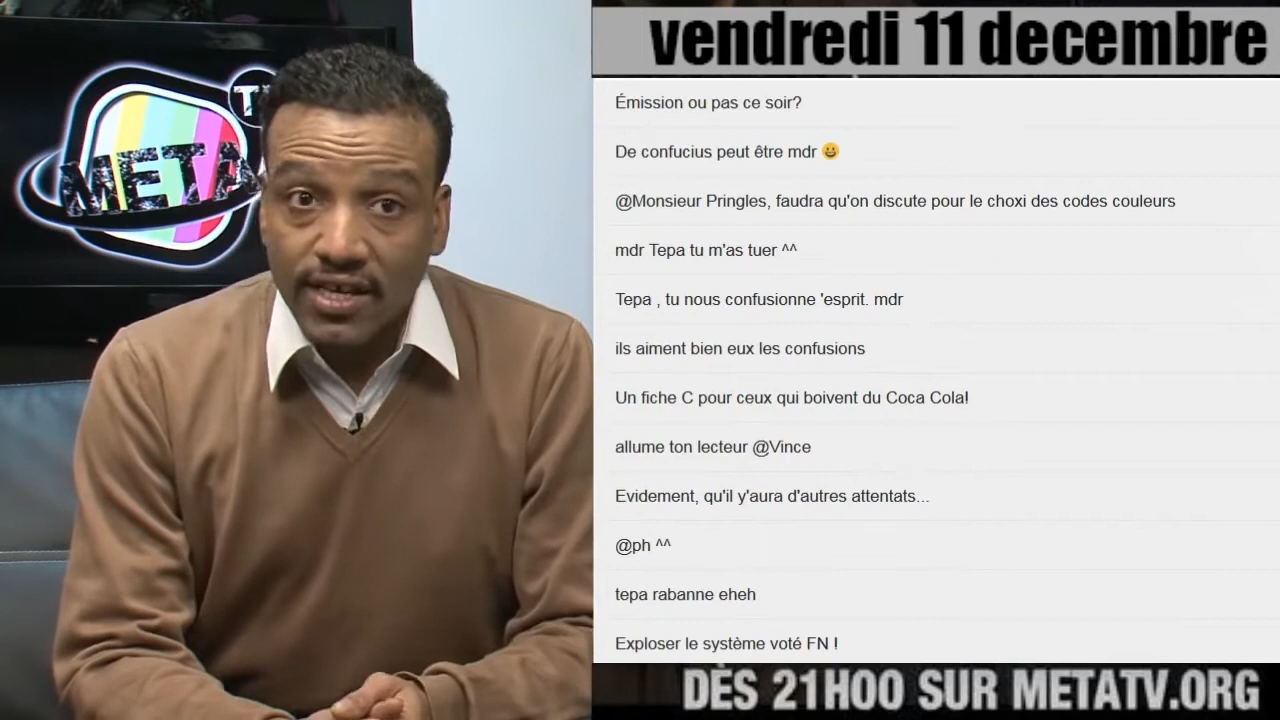 META
vendredi 11 decembre
Émission ou pas ce soir?
De confucius peut être mdr 😀
@Monsieur Pringles, faudra qu'on discute pour le choxi des codes couleurs
mdr Tepa tu m'as tuer ^^
Tepa , tu nous confusionne 'esprit. mdr
ils aiment bien eux les confusions
Un fiche C pour ceux qui boivent du Coca Cola!
allume ton lecteur @Vince
Evidement, qu'il y'aura d'autres attentats...
@ph ^^
tepa rabanne eheh
Exploser le système voté FN !
DÈS 21H00 SUR METATV.ORG